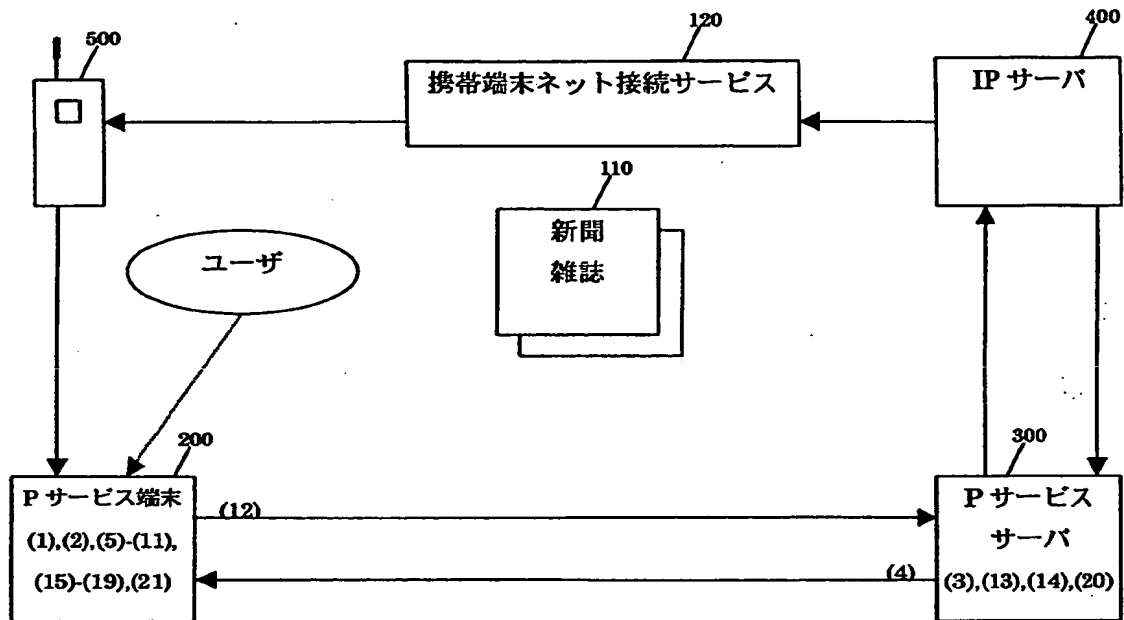 500
120
400
携帯端末ネット接続サービス
IP サーバ
110
新聞
雑誌
ユーザ
200
300
P サービス端末
(1),(2),(5)-(11),
(15)-(19),(21)
(12)
(4)
P サービス
サーバ
(3),(13),(14),(20)